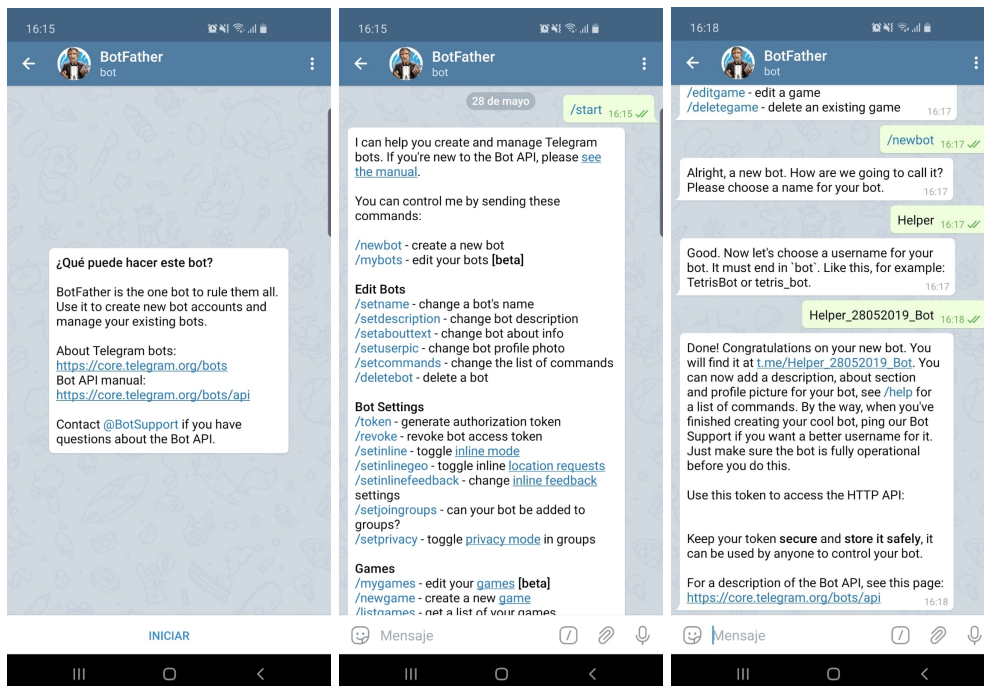 16:15
BotFather
bot
¿Qué puede hacer este bot?
BotFather is the one bot to rule them all.
Use it to create new bot accounts and
manage your existing bots.
About Telegram bots:
https://core.telegram.org/bots
Bot API manual:
https://core.telegram.org/bots/api
Contact @BotSupport if you have
questions about the Bot API.
INICIAR
16:15
BotFather
bot
28 de mayo
/start 16:15
I can help you create and manage Telegram
bots. If you're new to the Bot API, please see
the manual.
You can control me by sending these
commands:
/newbot - create a new bot
/mybots - edit your bots [beta]
Edit Bots
/setname - change a bot's name
/setdescription - change bot description
/setabouttext - change bot about info
/setuserpic - change bot profile photo
/setcommands - change the list of commands
/deletebot - delete a bot
Bot Settings
/token - generate authorization token
/revoke - revoke bot access token
/setinline - toggle inline mode
/setinlinegeo - toggle inline location requests
/setinlinefeedback - change inline feedback
settings
/setjoingroups - can your bot be added to
groups?
/setprivacy - toggle privacy mode in groups
Games
/mygames - edit your games [beta]
/newgame - create a new game
/listgames - get a list of your games
Mensaje
16:18
BotFather
bot
/editgame - edit a game
/deletegame - delete an existing game
16:17
/newbot 16:17
Alright, a new bot. How are we going to call it?
Please choose a name for your bot.
16:17
Helper 16:17
Good. Now let's choose a username for your
bot. It must end in `bot`. Like this, for example:
TetrisBot or tetris_bot.
16:17
Helper_28052019_Bot 16:18
Done! Congratulations on your new bot. You
will find it at t.me/Helper_28052019_Bot. You
can now add a description, about section
and profile picture for your bot, see /help for
a list of commands. By the way, when you've
finished creating your cool bot, ping our Bot
Support if you want a better username for it.
Just make sure the bot is fully operational
before you do this.
Use this token to access the HTTP API:
Keep your token secure and store it safely, it
can be used by anyone to control your bot.
For a description of the Bot API, see this page:
https://core.telegram.org/bots/api
16:18
Mensaje